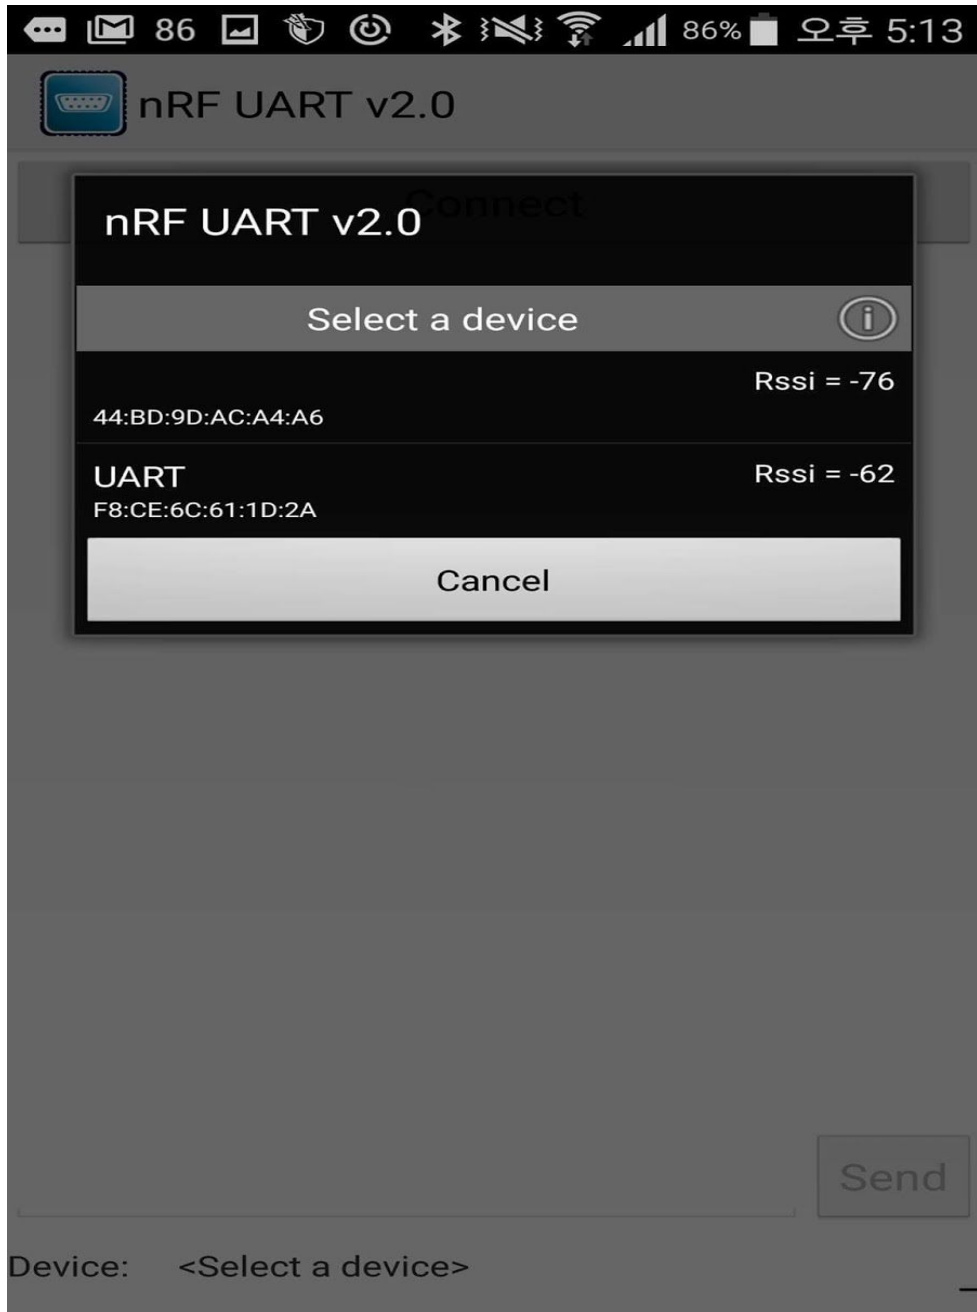 86 86% 오후 5:13
nRF UART v2.0
Connect
nRF UART v2.0
Select a device
Rssi = -76
44:BD:9D:AC:A4:A6
UART Rssi = -62
F8:CE:6C:61:1D:2A
Cancel
Send
Device: <Select a device>